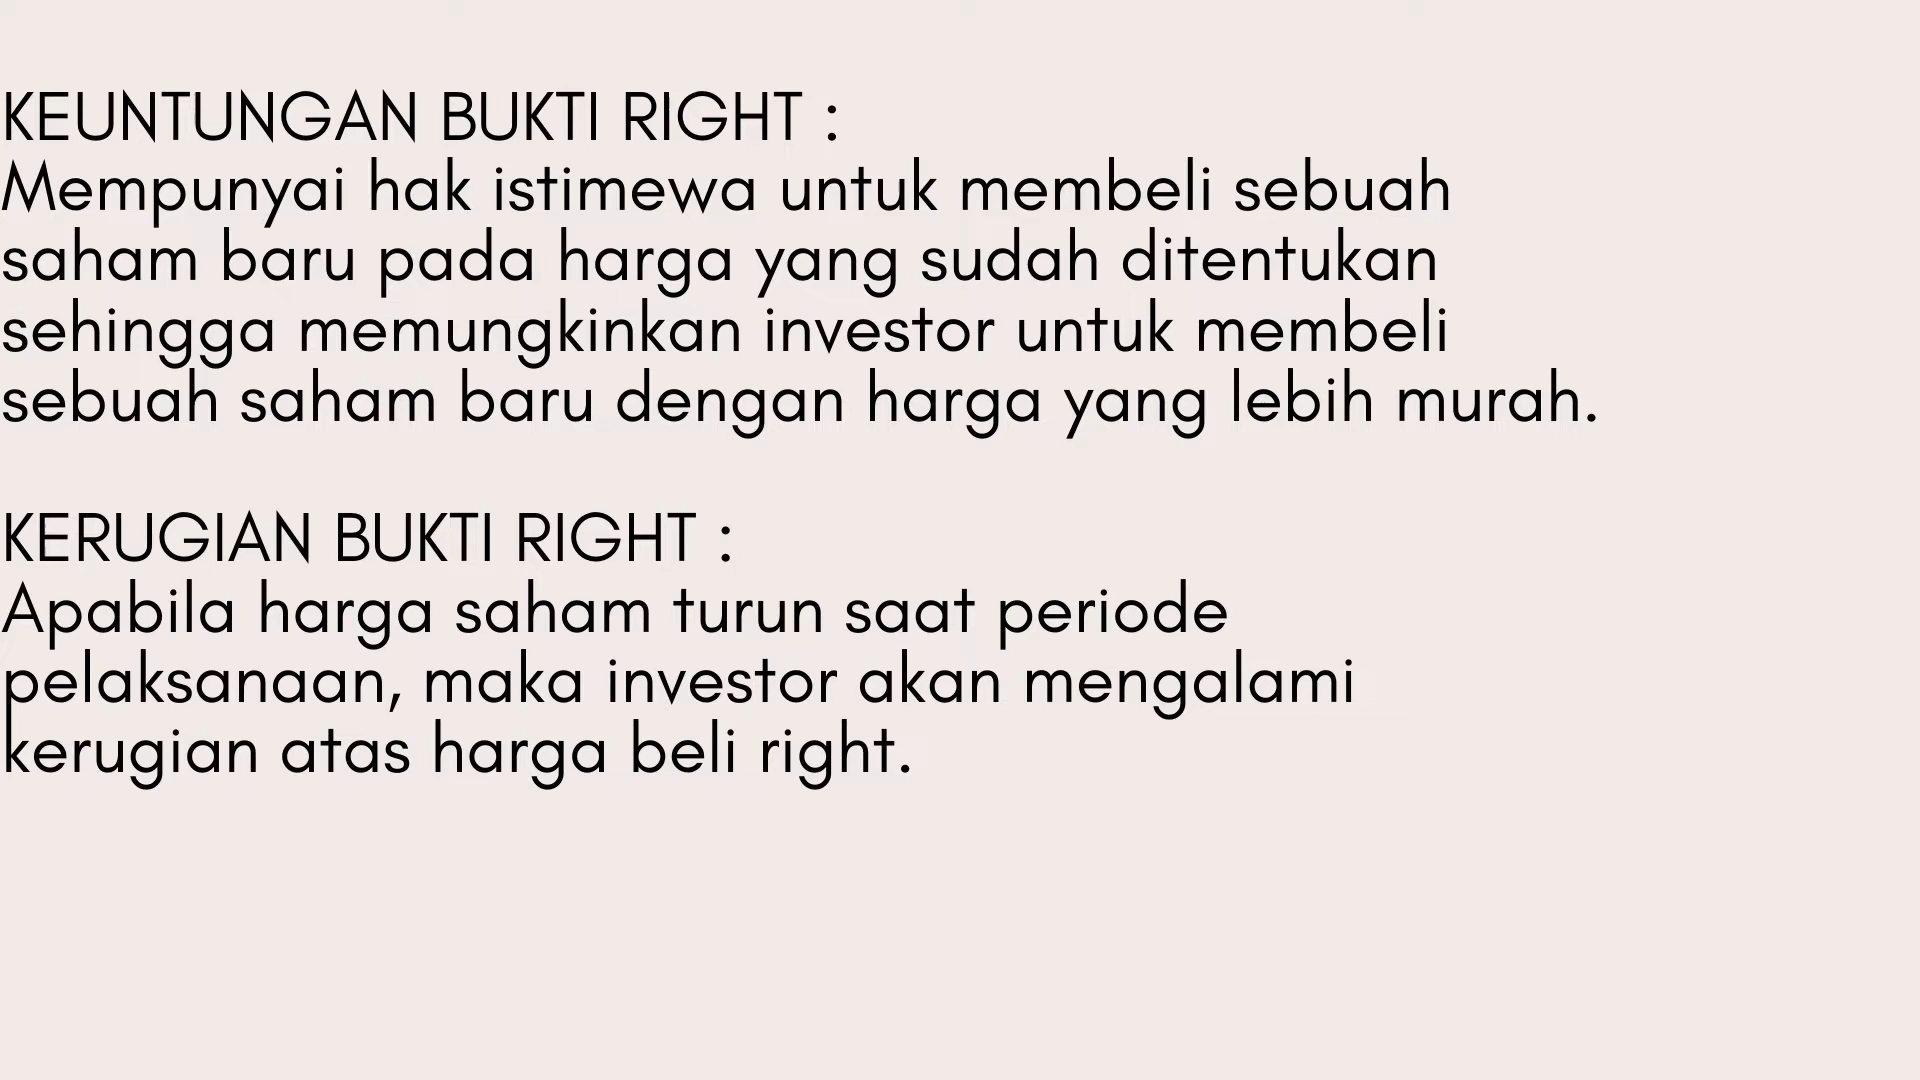 KEUNTUNGAN BUKTI RIGHT :
Mempunyai hak istimewa untuk membeli sebuah
saham baru pada harga yang sudah ditentukan
sehingga memungkinkan investor untuk membeli
sebuah saham baru dengan harga yang lebih murah.
KERUGIAN BUKTI RIGHT :
Apabila harga saham turun saat periode
pelaksanaan, maka investor akan mengalami
kerugian atas harga beli right.